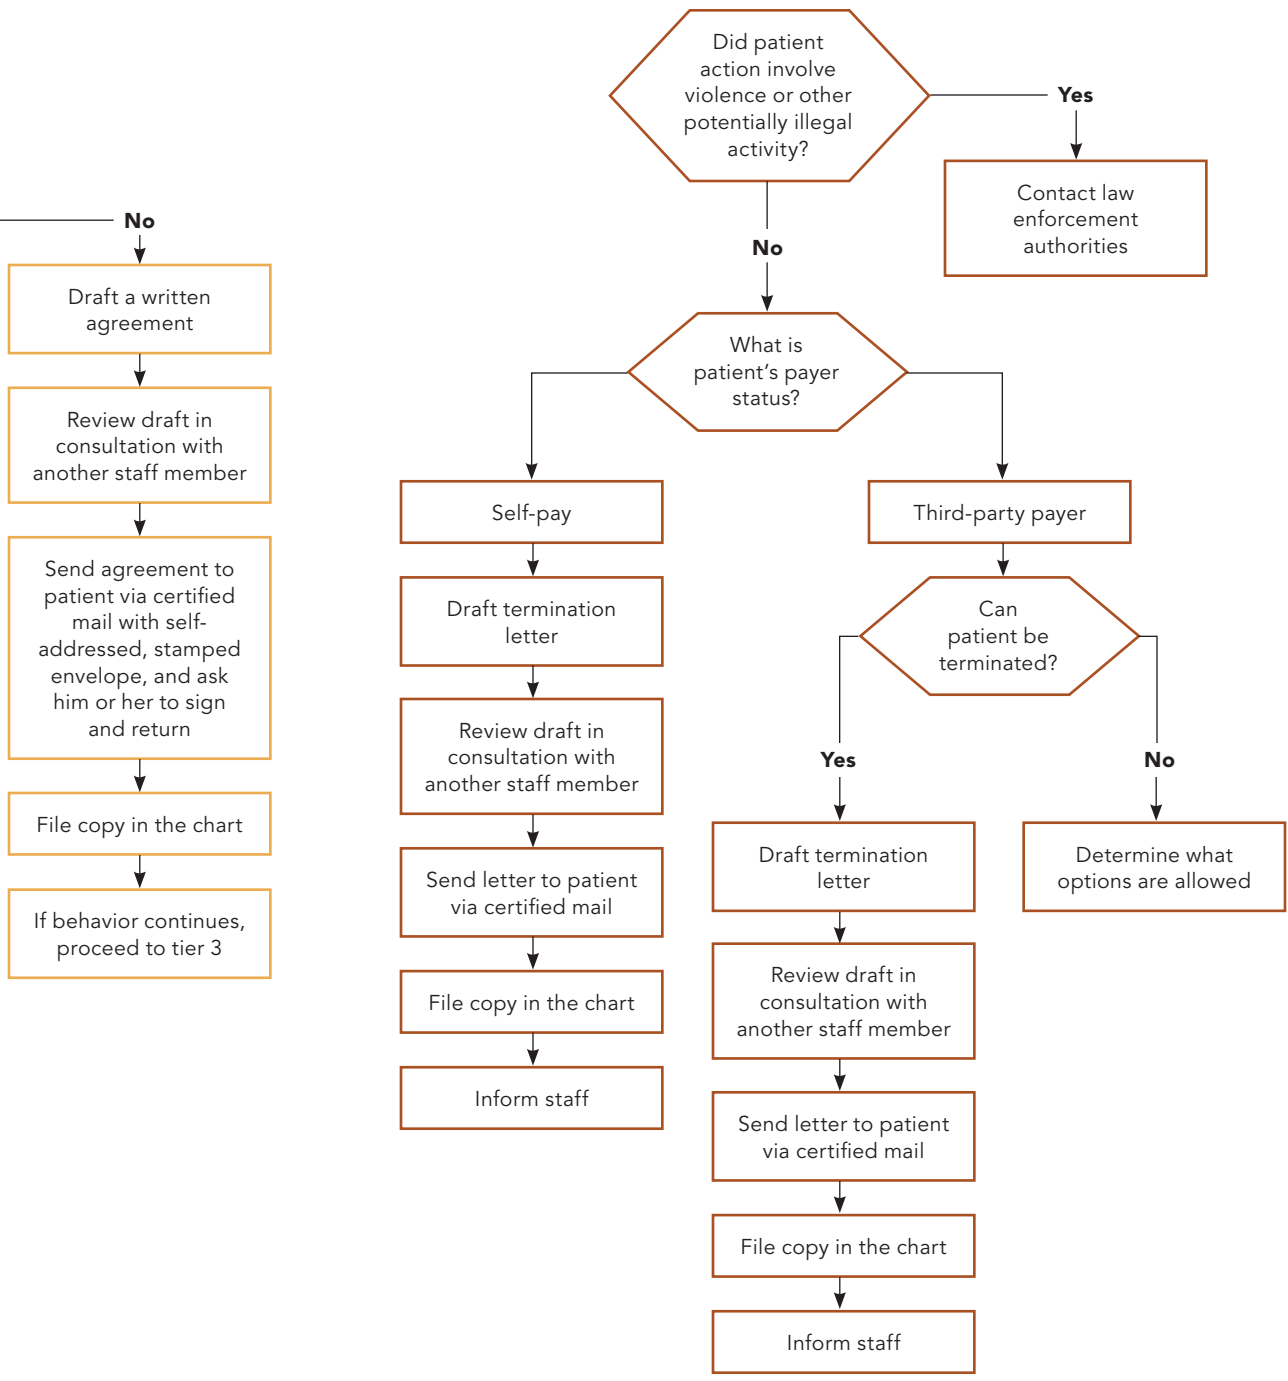 No
Draft a written
agreement
Review draft in
consultation with
another staff member
Send agreement to
patient via certified
mail with self-
addressed, stamped
envelope, and ask
him or her to sign
and return
File copy in the chart
If behavior continues,
proceed to tier 3
Did patient
action involve
violence or other
potentially illegal
activity?
Yes
Contact law
enforcement
authorities
No
What is
patient’s payer
status?
Self-pay
Draft termination
letter
Review draft in
consultation with
another staff member
Send letter to patient
via certified mail
File copy in the chart
Inform staff
Third-party payer
Can
patient be
terminated?
Yes
Draft termination
letter
Review draft in
consultation with
another staff member
Send letter to patient
via certified mail
File copy in the chart
Inform staff
No
Determine what
options are allowed